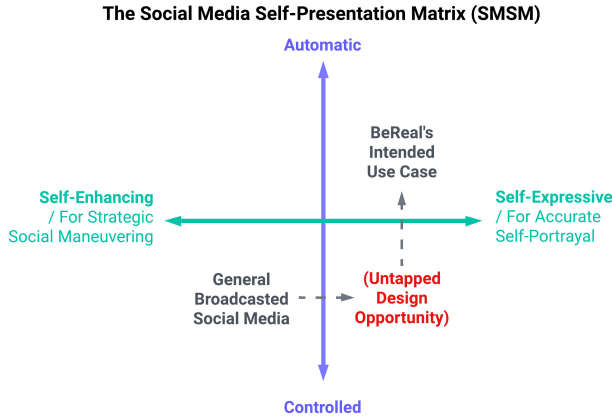 The Social Media Self-Presentation Matrix (SMSM)
Automatic
BeReal's
Intended
Use Case
Self-Enhancing
/ For Strategic
Social Maneuvering
Self-Expressive
/ For Accurate
Self-Portrayal
General
Broadcasted
Social Media
(Untapped
Design
Opportunity)
Controlled